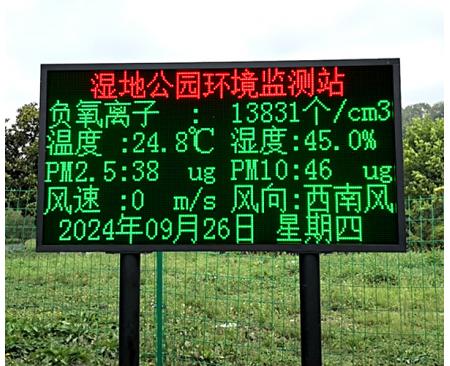 湿地公园环境监测站
负氧离子 : 13831个/cm3
温度:24.8℃ 湿度:45.0%
PM2.5:38 ug PM10:46 ug
风速:0 m/s 风向:西南风
2024年09月26日 星期四